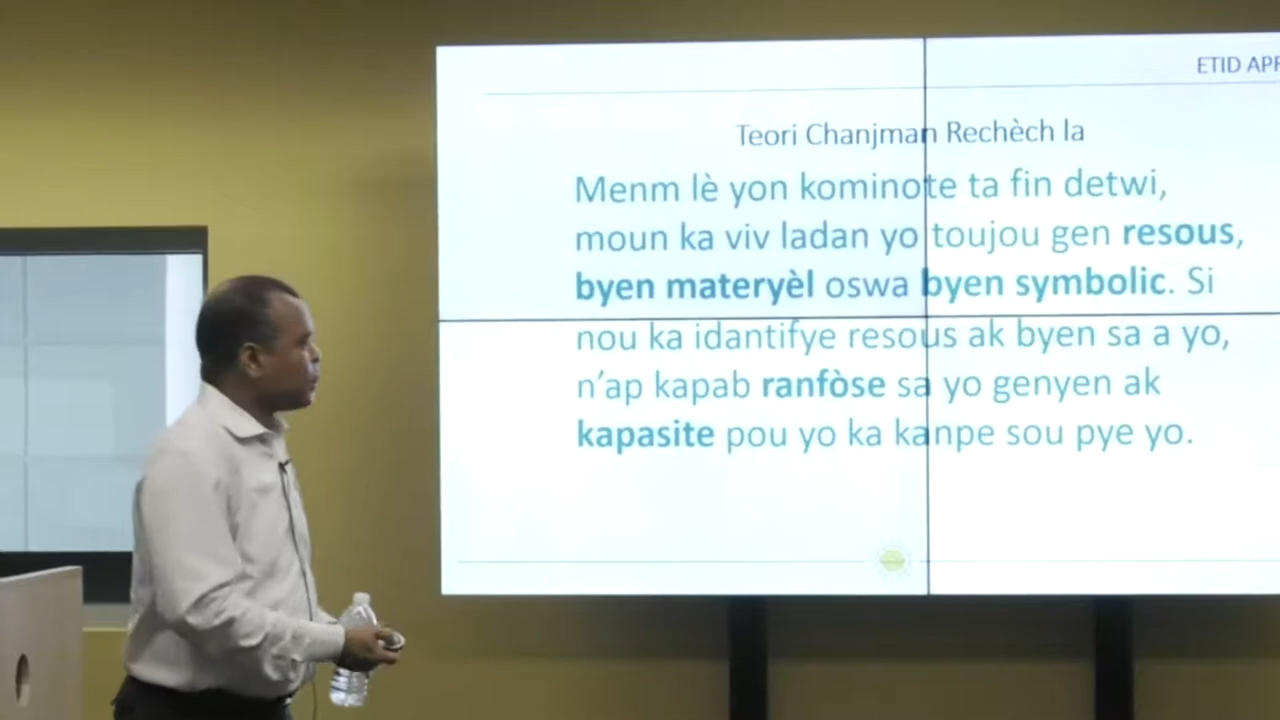 ETID
Teori Chanjman Rechèch la
Menm lè yon kominote ta fin detwi,
moun ka viv ladan yo toujou gen resous,
byen materyèl oswa byen symbolic. Si
nou ka idantifye resous ak byen sa a yo,
n’ap kapab ranfòse sa yo genyen ak
kapasite pou yo ka kanpe sou pye yo.